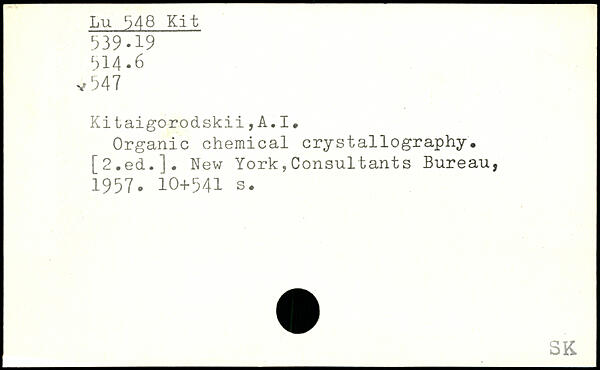 Lu 548 Kit
539.19
514.6
547
Kitaigorodskii,A.I.
Organic chemical crystallography.
[2.ed.]. New York,Consultants Bureau,
1957. 10+541 s.
SK